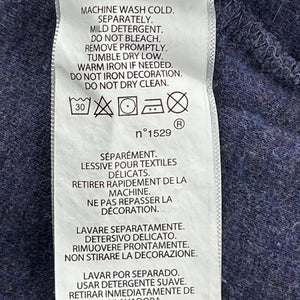 MACHINE WASH COLD.
SEPARATELY.
MILD DETERGENT.
DO NOT BLEACH.
REMOVE PROMPTLY.
TUMBLE DRY LOW.
WARM IRON IF NEEDED.
DO NOT IRON DECORATION.
DO NOT DRY CLEAN.
30
n°1529 ®
SÉPARÉMENT.
LESSIVE POUR TEXTILES
DÉLICATS.
RETIRER RAPIDEMENT DE LA
MACHINE.
NE PAS REPASSER LA
DÉCORATION.
LAVARE SEPARATAMENTE.
DETERSIVO DELICATO.
RIMUOVERE PRONTAMENTE.
NON STIRARE LA DECORAZIONE.
LAVAR POR SEPARADO.
USAR DETERGENTE SUAVE.
RETIRAR INMEDIATAMENTE DE